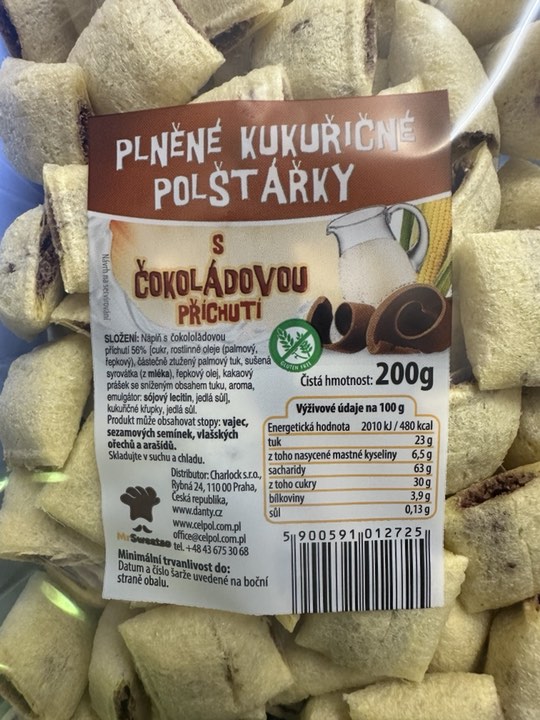 PLNĚNÉ KUKUŘIČNÉ
POLŠTÁŘKY
S
ČOKOLÁDOVOU
PŘÍCHUTÍ
Návrh na servírování
SLOŽENÍ: Náplň s čokololádovou
příchutí 56% (cukr, rostlinné oleje (palmový,
řepkový), částečně ztužený palmový tuk, sušená
syrovátka (z mléka), řepkový olej, kakaový
prášek se sníženým obsahem tuku, aroma,
emulgátor: sójový lecitin, jedlá sůl],
kukuřičné křupky, jedlá sůl.
Produkt může obsahovat stopy: vajec,
sezamových semínek, vlašských
ořechů a arašídů.
Skladujte v suchu a chladu.
GLUTEN FREE
Čistá hmotnost: 200g
Výživové údaje na 100 g
Energetická hodnota 2010 kJ / 480 kcal
tuk 23 g
z toho nasycené mastné kyseliny 6,5 g
sacharidy 63 g
z toho cukry 30 g
bílkoviny 3,9 g
sůl 0,13 g
Distributor: Charlock s.r.o.,
Rybná 24, 110 00 Praha,
Česká republika,
www.danty.cz
www.celpol.com.pl
office@celpol.com.pl
tel. +48 43 675 30 68
MrSweetso
Minimální trvanlivost do:
Datum a číslo šarže uvedené na boční
straně obalu.
5 900591 012725